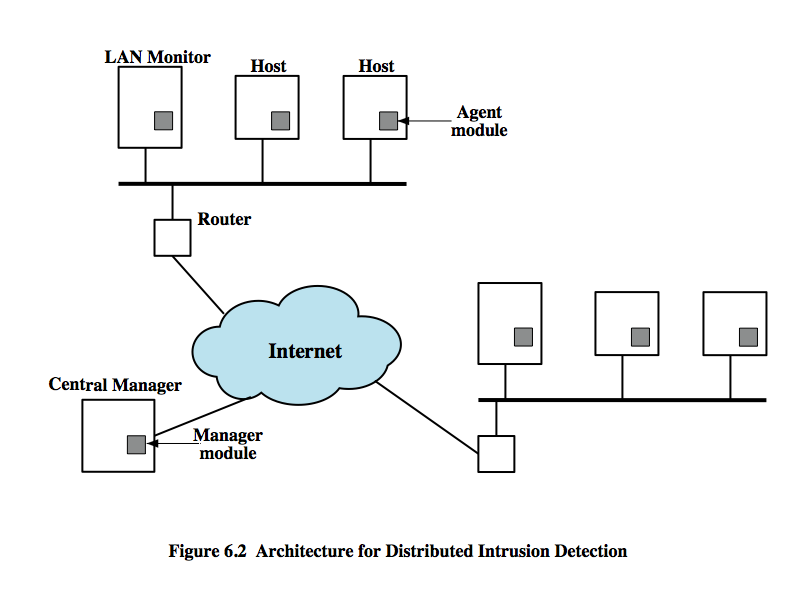 LAN Monitor
Host
Host
Agent
module
Router
Internet
Central Manager
Manager
module
Figure 6.2 Architecture for Distributed Intrusion Detection